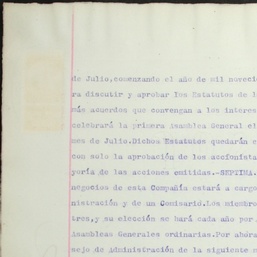 de Julio,comenzando el año de mil novecie
ra discutir y aprobar los Estatutos de l
más acuerdos que convengan a los interes
celebrará la primera Asamblea General el
mes de Julio.Dichos Estatutos quedarán e
con solo la aprobación de los accionista
yoría de las acciones emitidas.-SEPTIMA.
negocios de esta Compañía estará a cargo
nistración y de un Comisario.Los miembro
tres,y su elección se hará cada año por
Asambleas Generales ordinarias.Por ahora
sejo de Administración de la siguiente m